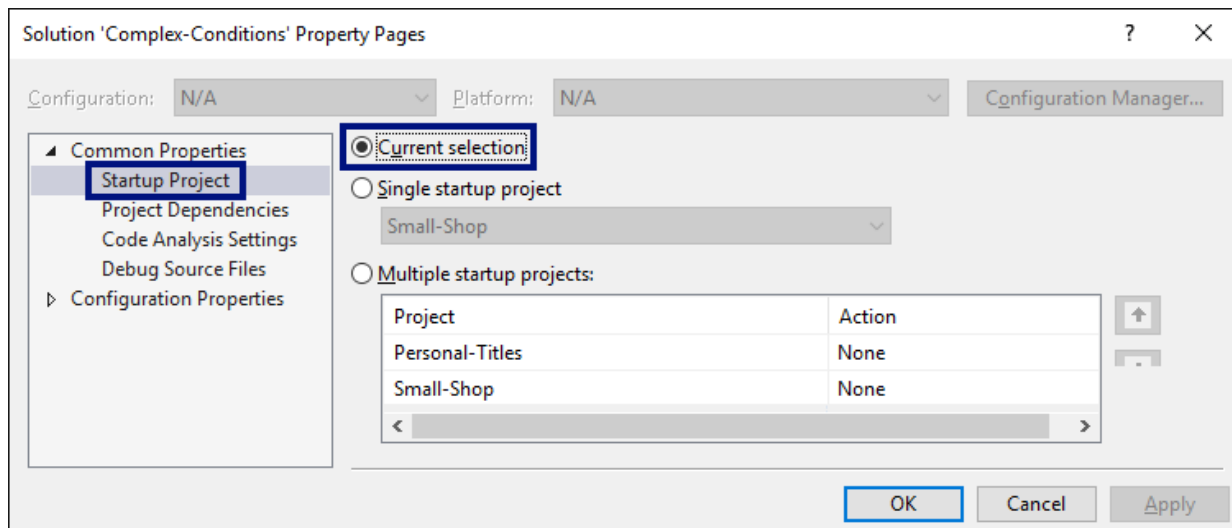 Solution 'Complex-Conditions' Property Pages
?
Configuration: N/A Platform: N/A Configuration Manager...
Common Properties
Startup Project
Project Dependencies
Code Analysis Settings
Debug Source Files
Configuration Properties
Current selection
Single startup project
Small-Shop
Multiple startup projects:
Project Action
Personal-Titles None
Small-Shop None
OK Cancel Apply